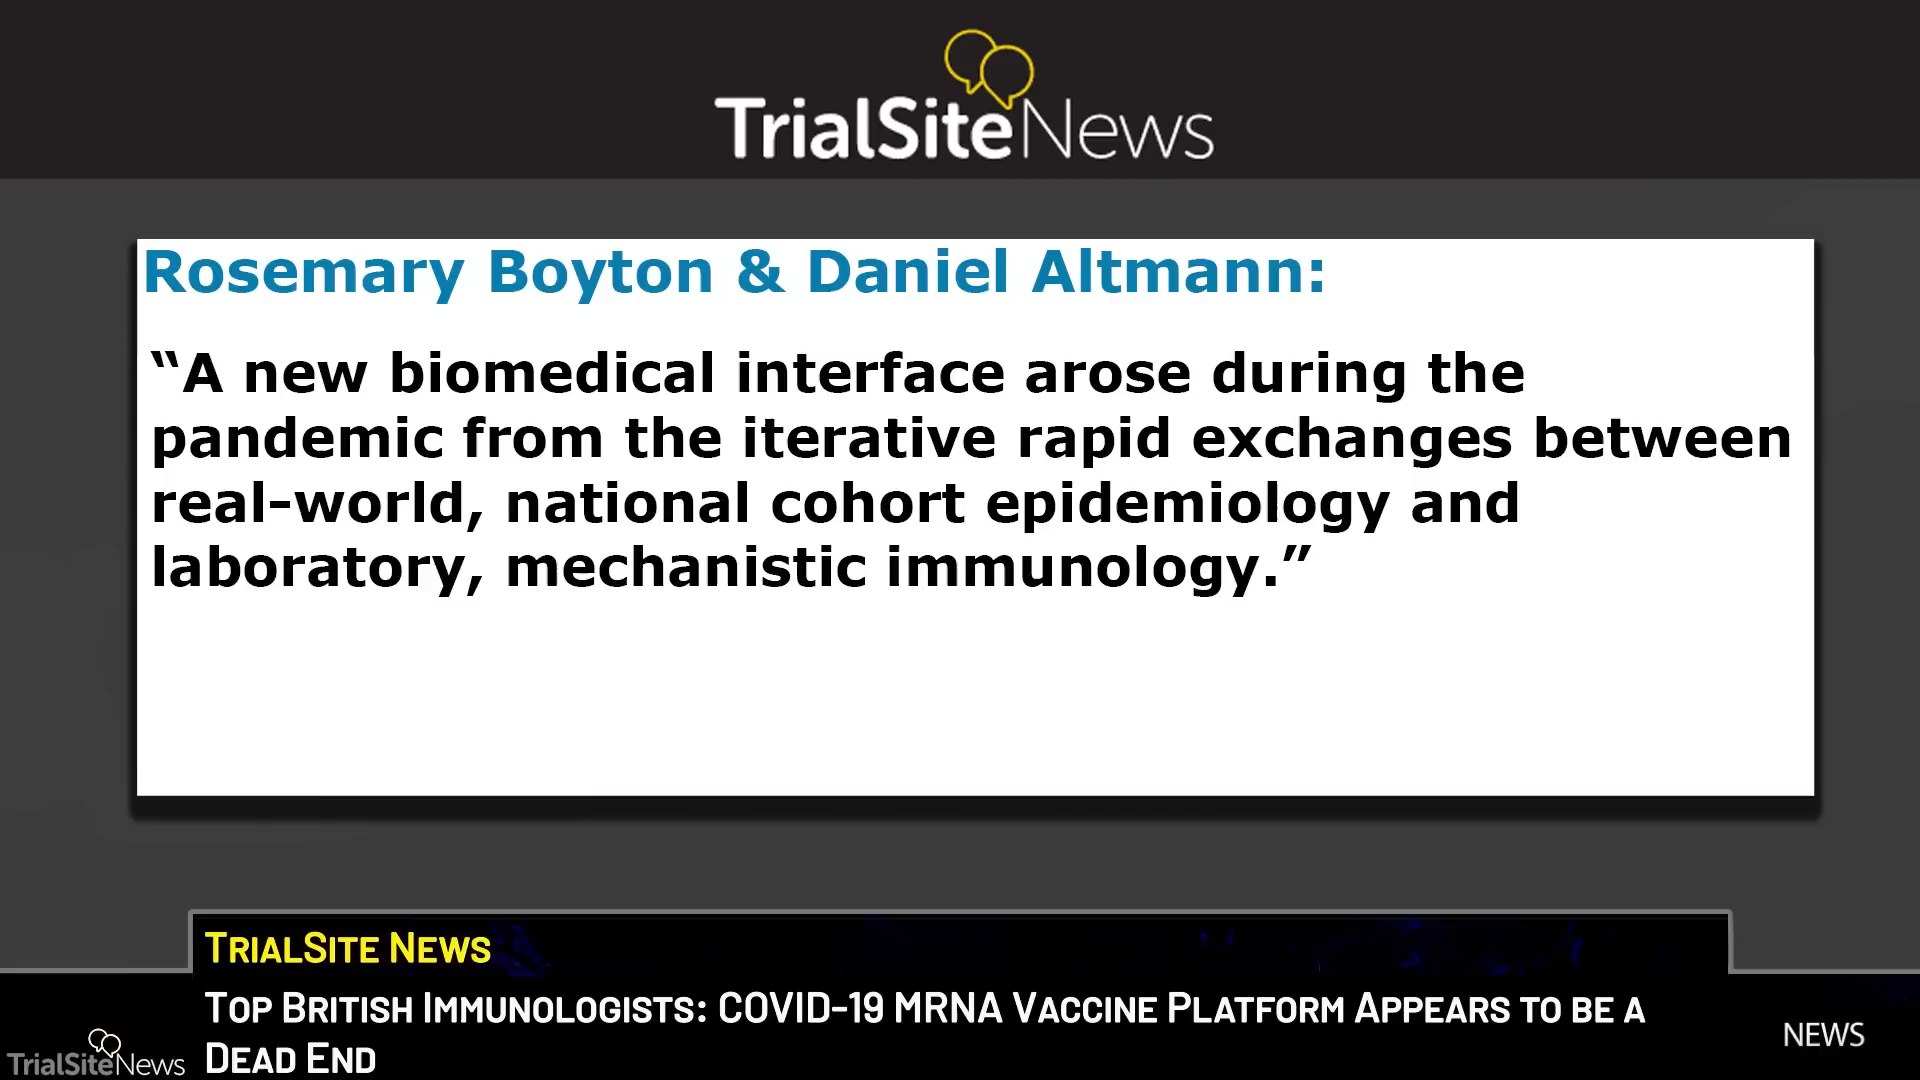 TrialSiteNews
Rosemary Boyton & Daniel Altmann:
“A new biomedical interface arose during the
pandemic from the iterative rapid exchanges between
real-world, national cohort epidemiology and
laboratory, mechanistic immunology.”
TrialSite News
Top British Immunologists: COVID-19 MRNA Vaccine Platform Appears to be a
Dead End
TrialSiteNews
NEWS